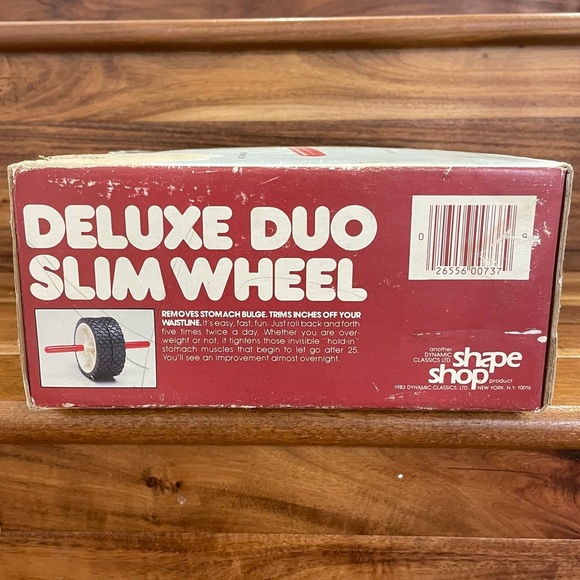 DELUXE DUO
SLIM WHEEL
0 26556 00737 9
REMOVES STOMACH BULGE. TRIMS INCHES OFF YOUR
WAISTLINE. It's easy, fast, fun. Just roll back and forth
five times twice a day. Whether you are over-
weight or not, it tightens those invisible "hold-in"
stomach muscles that begin to let go after 25.
You'll see an improvement almost overnight.
another
DYNAMIC
CLASSICS LTD
shape
shop
product
1983 DYNAMIC CLASSICS, LTD. NEW YORK, N.Y. 10016